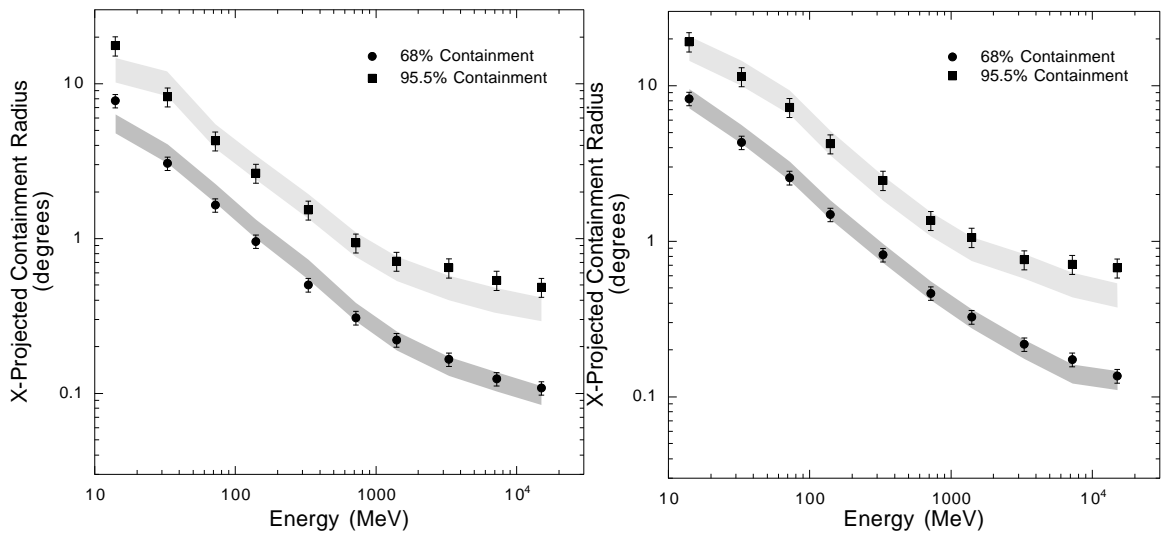 X-Projected Containment Radius
(degrees)
10
1
0.1
68% Containment
95.5% Containment
10
100
1000
10⁴
Energy (MeV)
X-Projected Containment Radius
(degrees)
10
1
0.1
68% Containment
95.5% Containment
10
100
1000
10⁴
Energy (MeV)